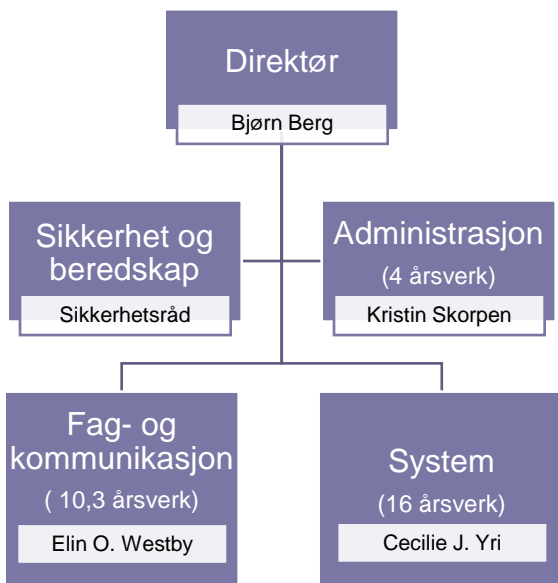 Direktør
Bjørn Berg
Sikkerhet og
beredskap
Sikkerhetsråd
Administrasjon
(4 årsverk)
Kristin Skorpen
Fag- og
kommunikasjon
( 10,3 årsverk)
Elin O. Westby
System
(16 årsverk)
Cecilie J. Yri